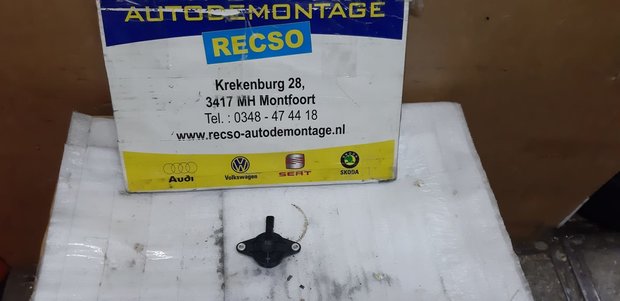 AUTODEMONTAGE
RECSO
Krekenburg 28,
3417 MH Montfoort
Tel. : 0348 - 47 44 18
www.recso-autodemontage.nl
Audi
Volkswagen
SEAT
SKODA